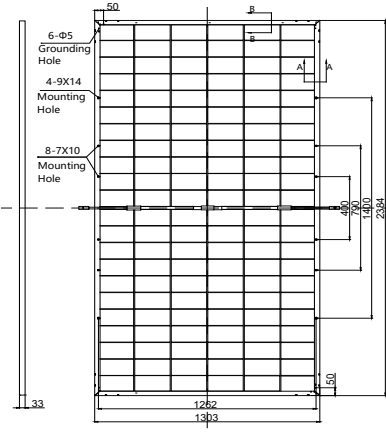 50
B
6-Φ5
Grounding
Hole
B
A
A
4-9X14
Mounting
Hole
8-7X10
Mounting
Hole
400
790
1400
2384
50
33
1262
1303